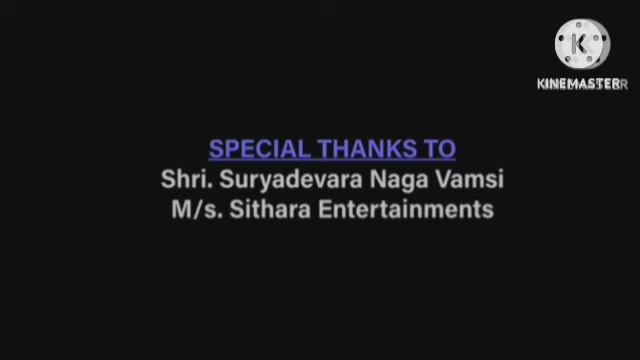 KINEMASTER
SPECIAL THANKS TO
Shri. Suryadevara Naga Vamsi
M/s. Sithara Entertainments